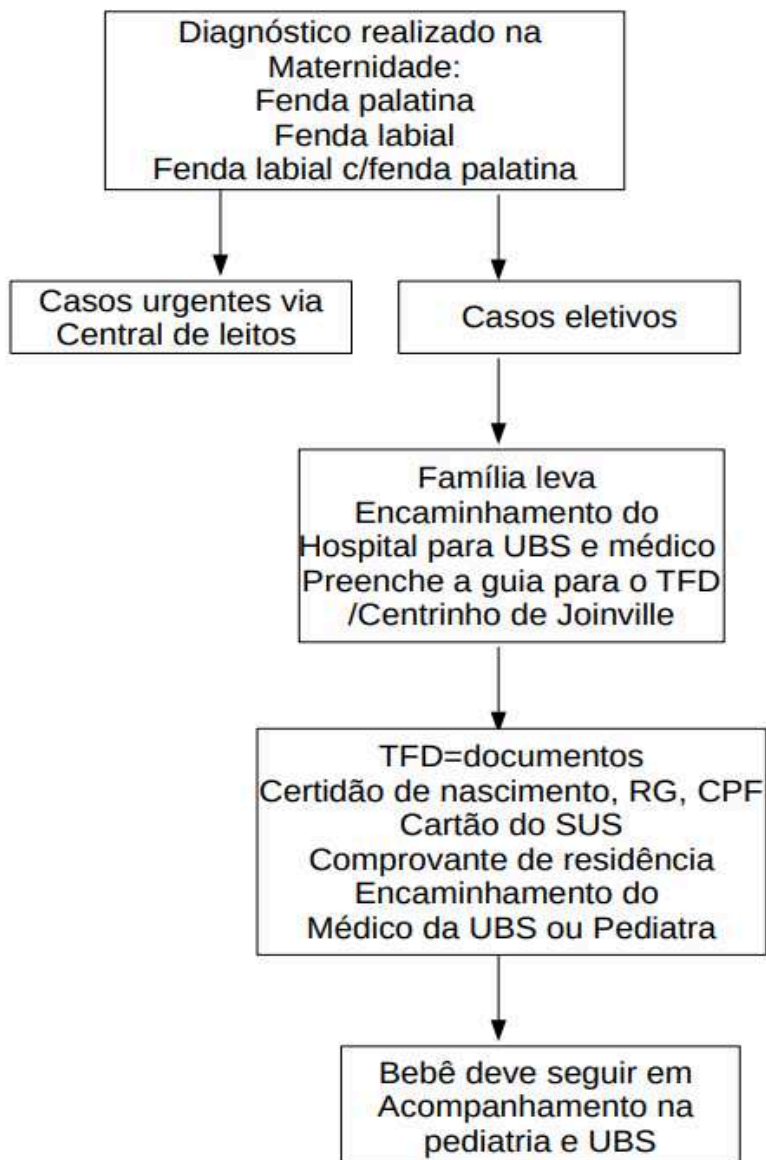 Diagnóstico realizado na
Maternidade:
Fenda palatina
Fenda labial
Fenda labial c/fenda palatina
Casos urgentes via
Central de leitos
Casos eletivos
Família leva
Encaminhamento do
Hospital para UBS e médico
Preenche a guia para o TFD
/Centrinho de Joinville
TFD=documentos
Certidão de nascimento, RG, CPF
Cartão do SUS
Comprovante de residência
Encaminhamento do
Médico da UBS ou Pediatra
Bebê deve seguir em
Acompanhamento na
pediatria e UBS